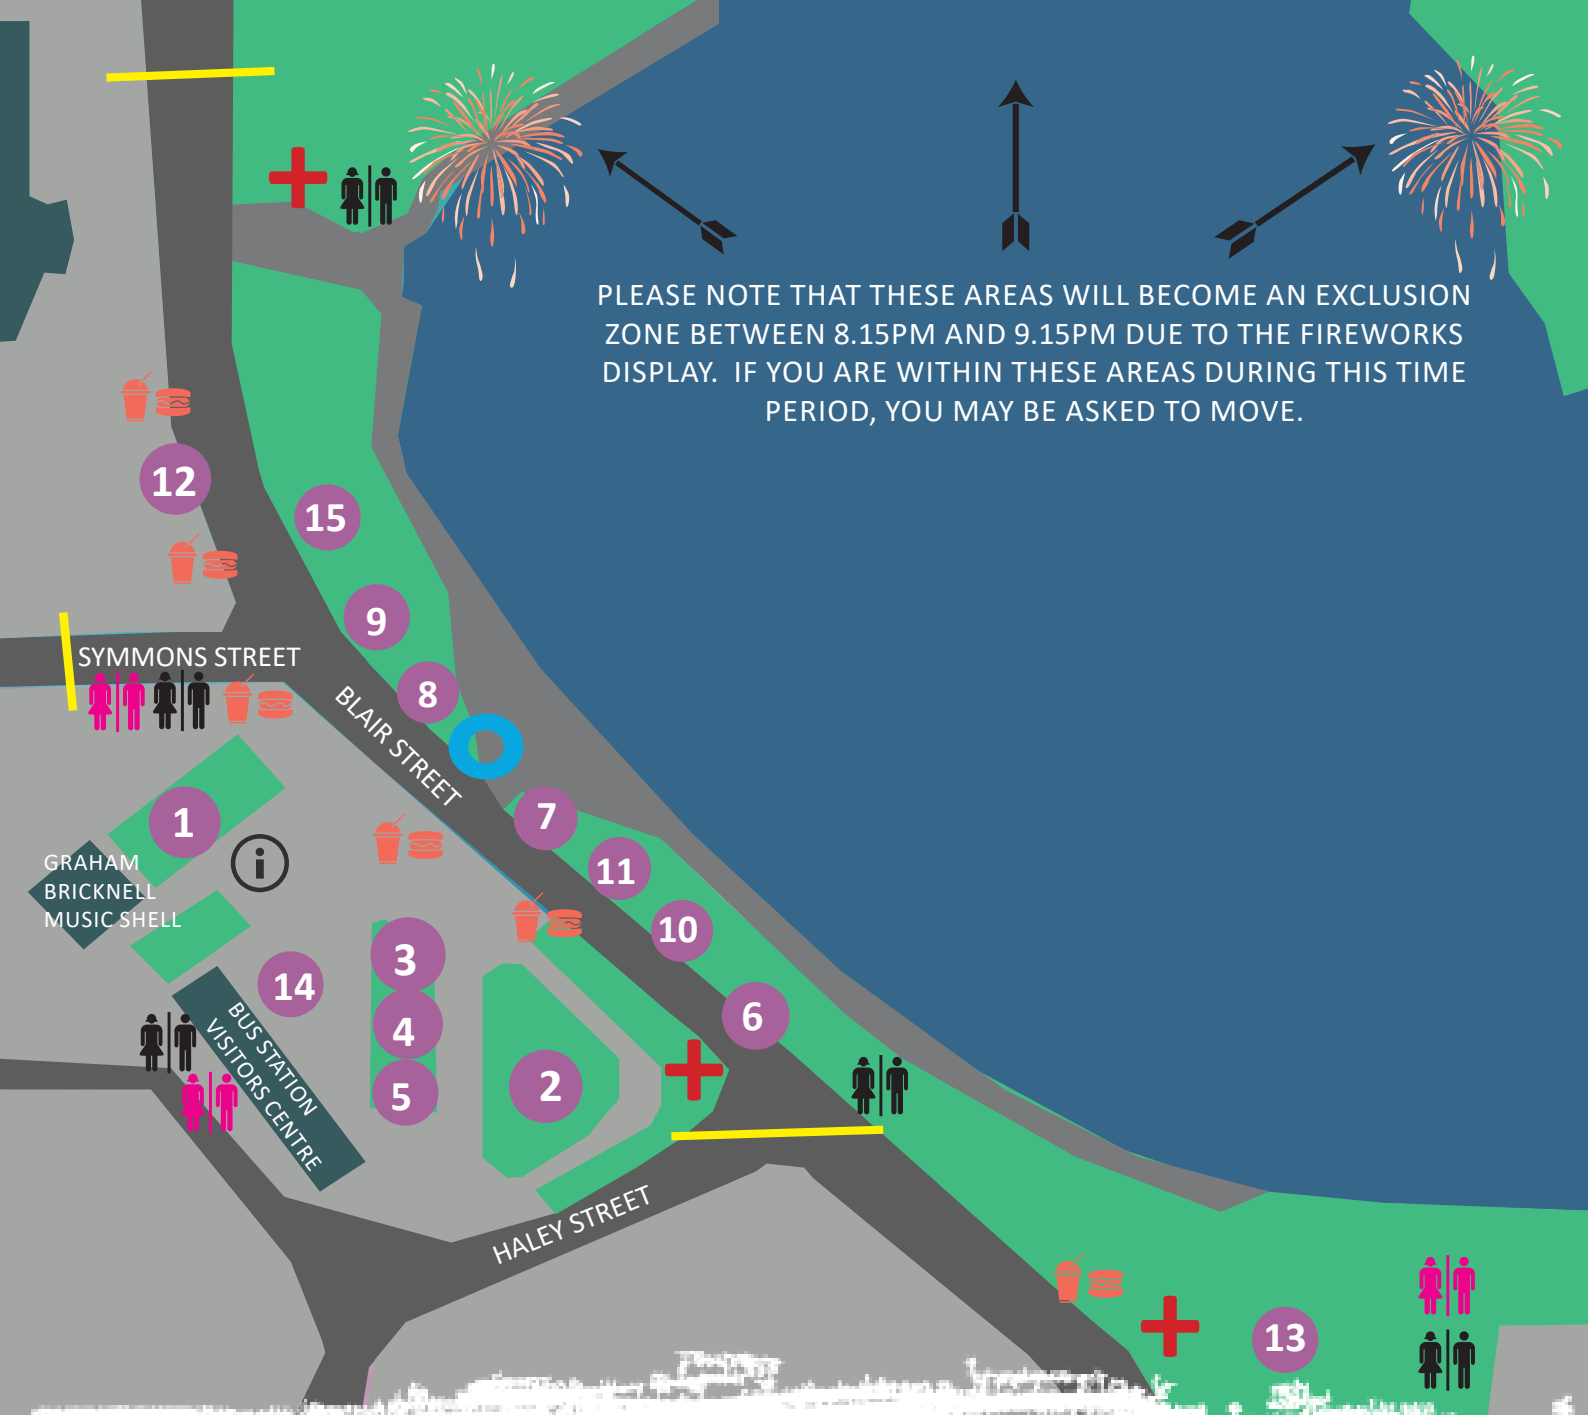 PLEASE NOTE THAT THESE AREAS WILL BECOME AN EXCLUSION
ZONE BETWEEN 8.15PM AND 9.15PM DUE TO THE FIREWORKS
DISPLAY. IF YOU ARE WITHIN THESE AREAS DURING THIS TIME
PERIOD, YOU MAY BE ASKED TO MOVE.
12
15
9
SYMMONS STREET
8
BLAIR STREET
1
7
GRAHAM
BRICKNELL
MUSIC SHELL
i
11
10
3
14
4
6
BUS STATION
VISITORS CENTRE
5
2
HALEY STREET
13